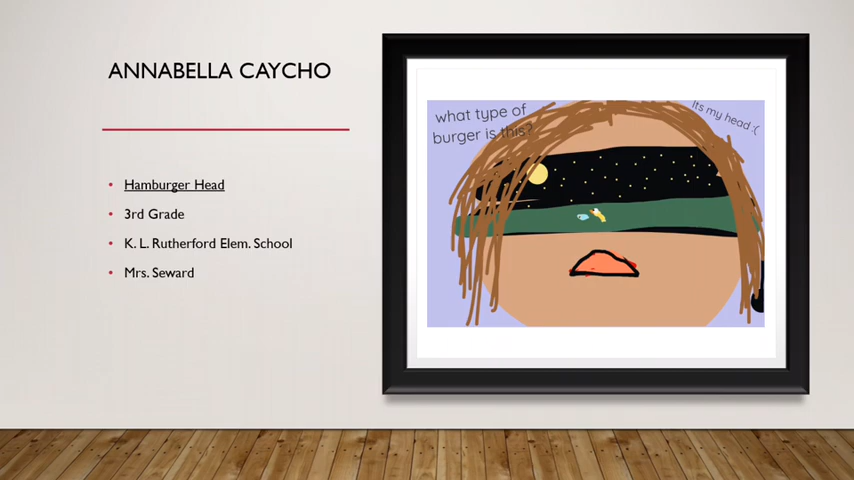 ANNABELLA CAYCHO
Hamburger Head
3rd Grade
K. L. Rutherford Elem. School
Mrs. Seward
what type of
burger is this?
Its my head :(